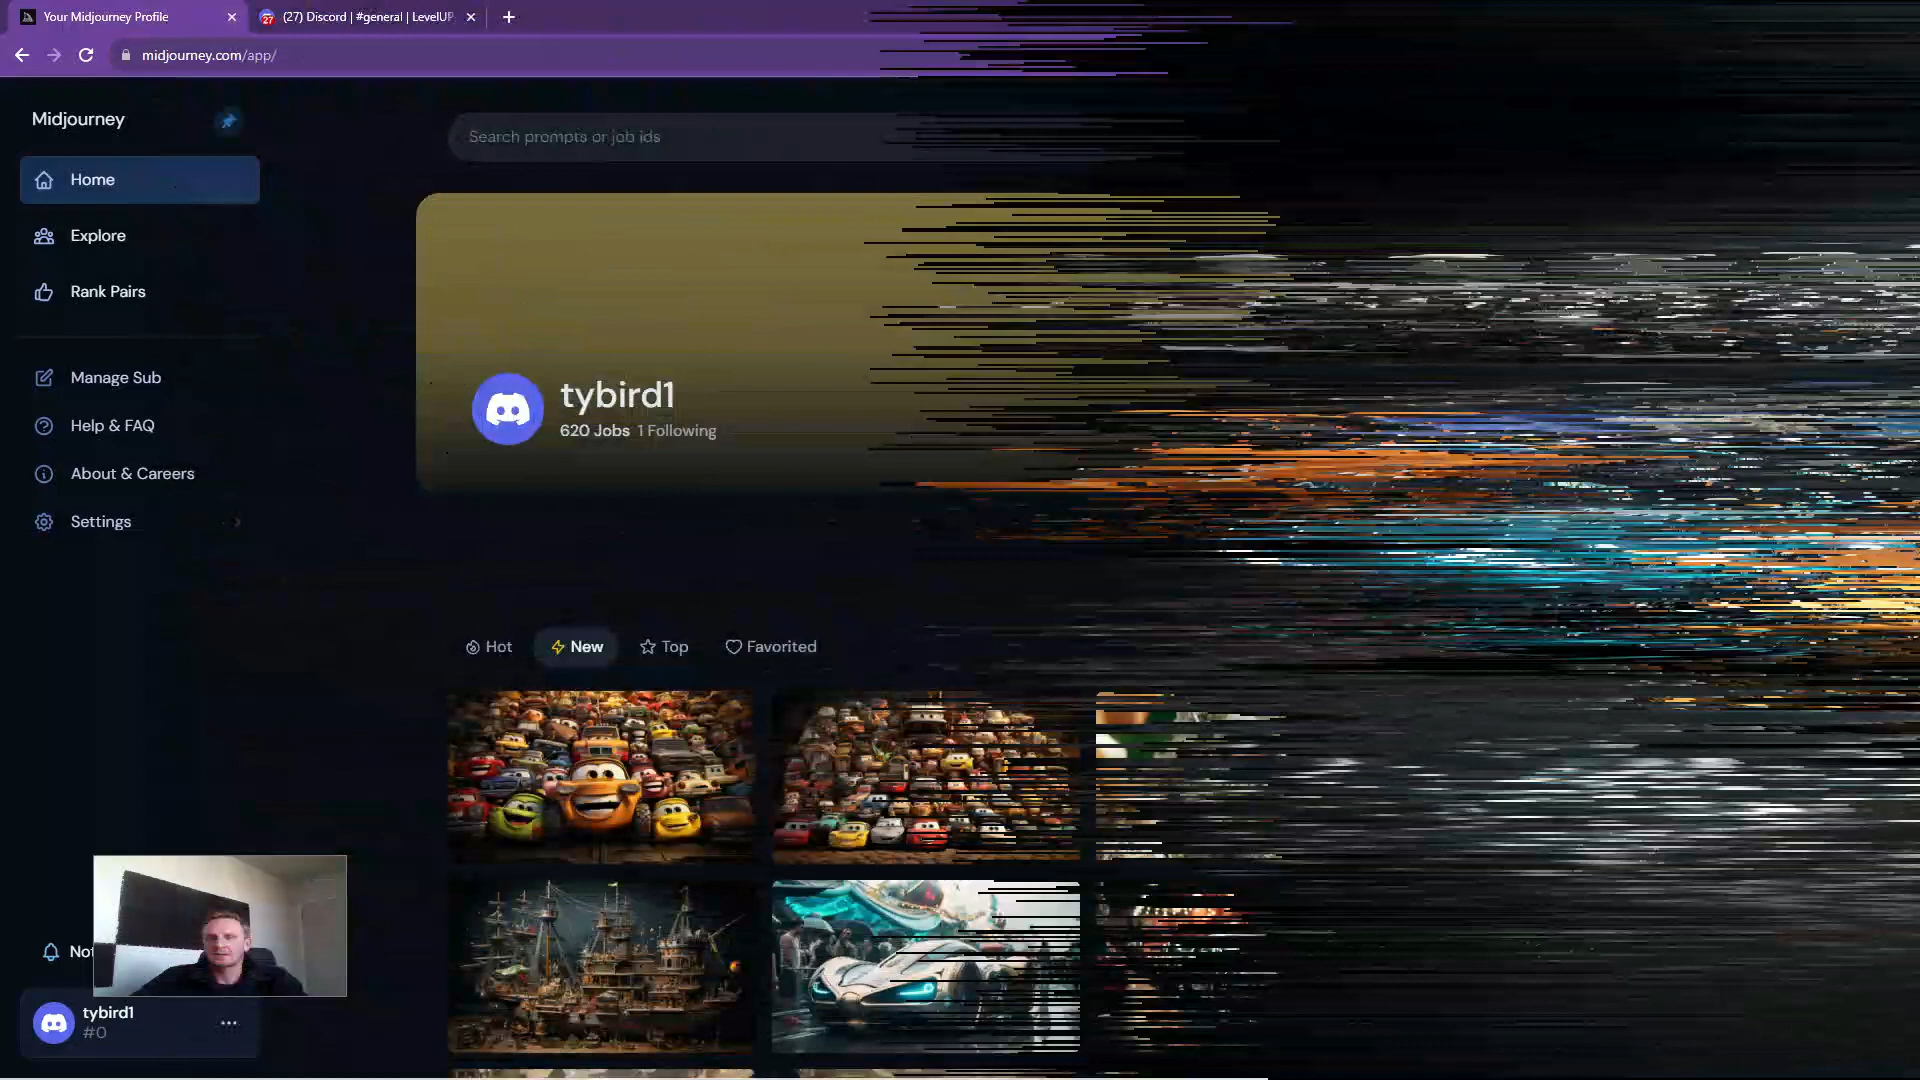 Your Midjourney Profile
(27) Discord | #general | LevelUP
midjourney.com/app/
Midjourney
Search prompts or job ids
Home
Explore
Rank Pairs
Manage Sub
Help & FAQ
About & Careers
Settings
tybird1
620 Jobs 1 Following
Hot
New
Top
Favorited
tybird1
#0